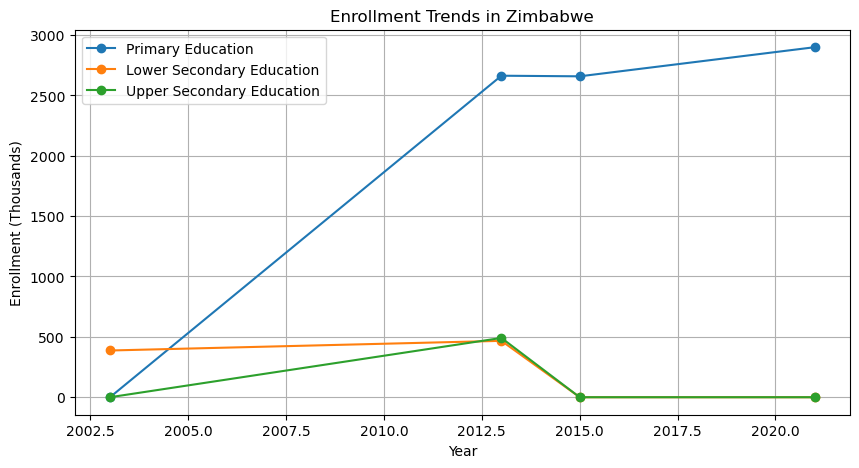 Enrollment Trends in Zimbabwe
Primary Education
Lower Secondary Education
Upper Secondary Education
Enrollment (Thousands)
3000
2500
2000
1500
1000
500
0
2002.5 2005.0 2007.5 2010.0 2012.5 2015.0 2017.5 2020.0
Year